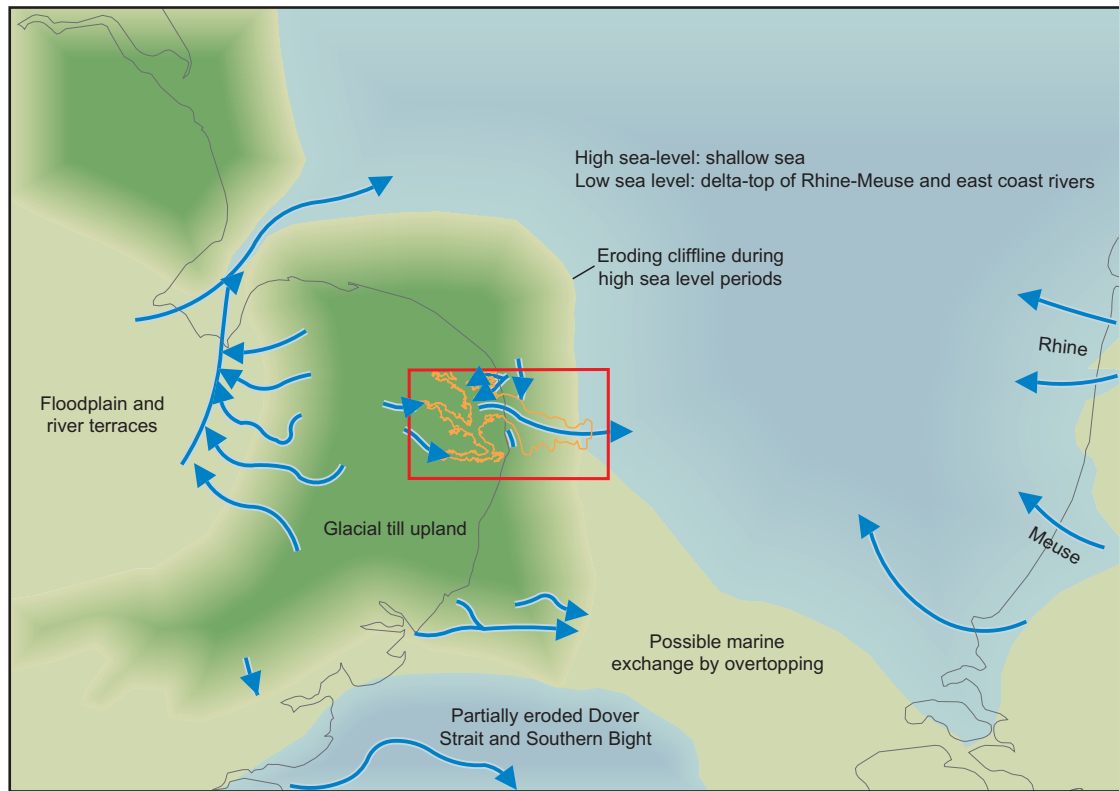 High sea-level: shallow sea
Low sea level: delta-top of Rhine-Meuse and east coast rivers
Eroding cliffline during
high sea level periods
Rhine
Floodplain and
river terraces
Glacial till upland
Meuse
Possible marine
exchange by overtopping
Partially eroded Dover
Strait and Southern Bight